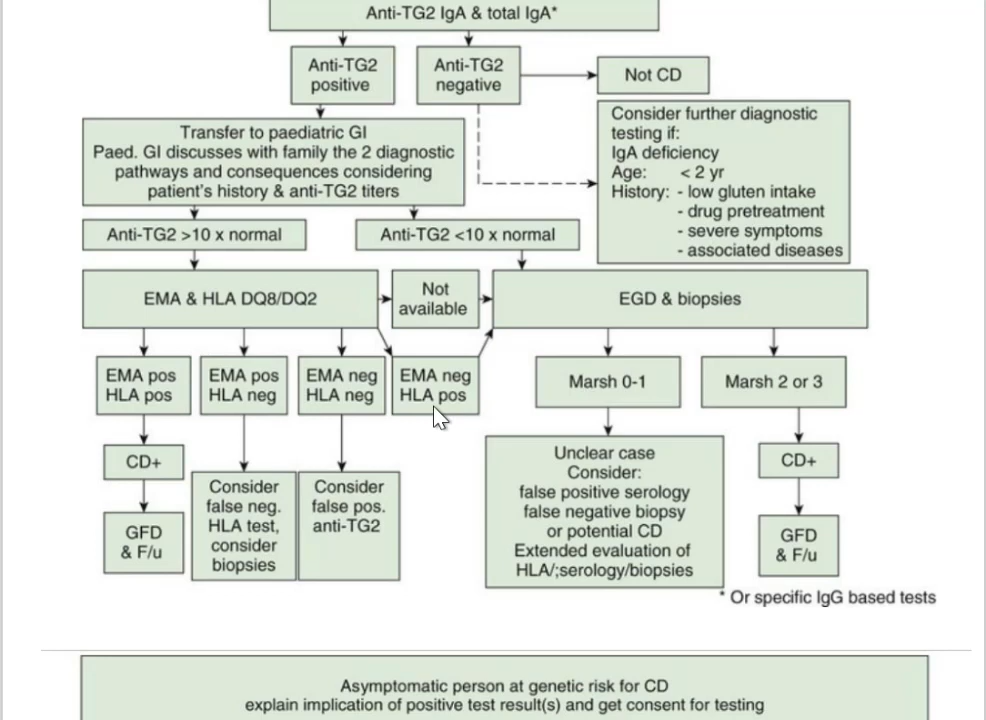 Anti-TG2 IgA & total IgA*
Anti-TG2
positive
Anti-TG2
negative
Not CD
Consider further diagnostic
testing if:
IgA deficiency
Age: < 2 yr
History: - low gluten intake
- drug pretreatment
- severe symptoms
- associated diseases
Transfer to paediatric GI
Paed. GI discusses with family the 2 diagnostic
pathways and consequences considering
patient's history & anti-TG2 titers
Anti-TG2 >10 x normal
Anti-TG2 <10 x normal
EMA & HLA DQ8/DQ2
Not
available
EGD & biopsies
EMA pos
HLA pos
EMA pos
HLA neg
EMA neg
HLA neg
EMA neg
HLA pos
Marsh 0-1
Marsh 2 or 3
CD+
GFD
& F/u
Consider
false neg.
HLA test,
consider
biopsies
Consider
false pos.
anti-TG2
Unclear case
Consider:
false positive serology
false negative biopsy
or potential CD
Extended evaluation of
HLA/;serology/biopsies
CD+
GFD
& F/u
* Or specific IgG based tests
Asymptomatic person at genetic risk for CD
explain implication of positive test result(s) and get consent for testing